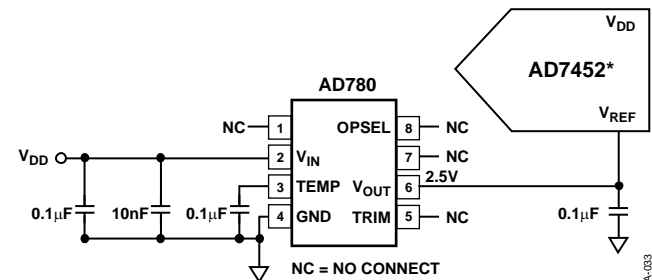 V_DD
AD7452*
V_REF
AD780
NC 1 OPSEL 8 NC
V_DD 2 V_IN 7 NC
3 TEMP V_OUT 6 2.5V
4 GND TRIM 5 NC
0.1μF 10nF 0.1μF 0.1μF
NC = NO CONNECT
A-033